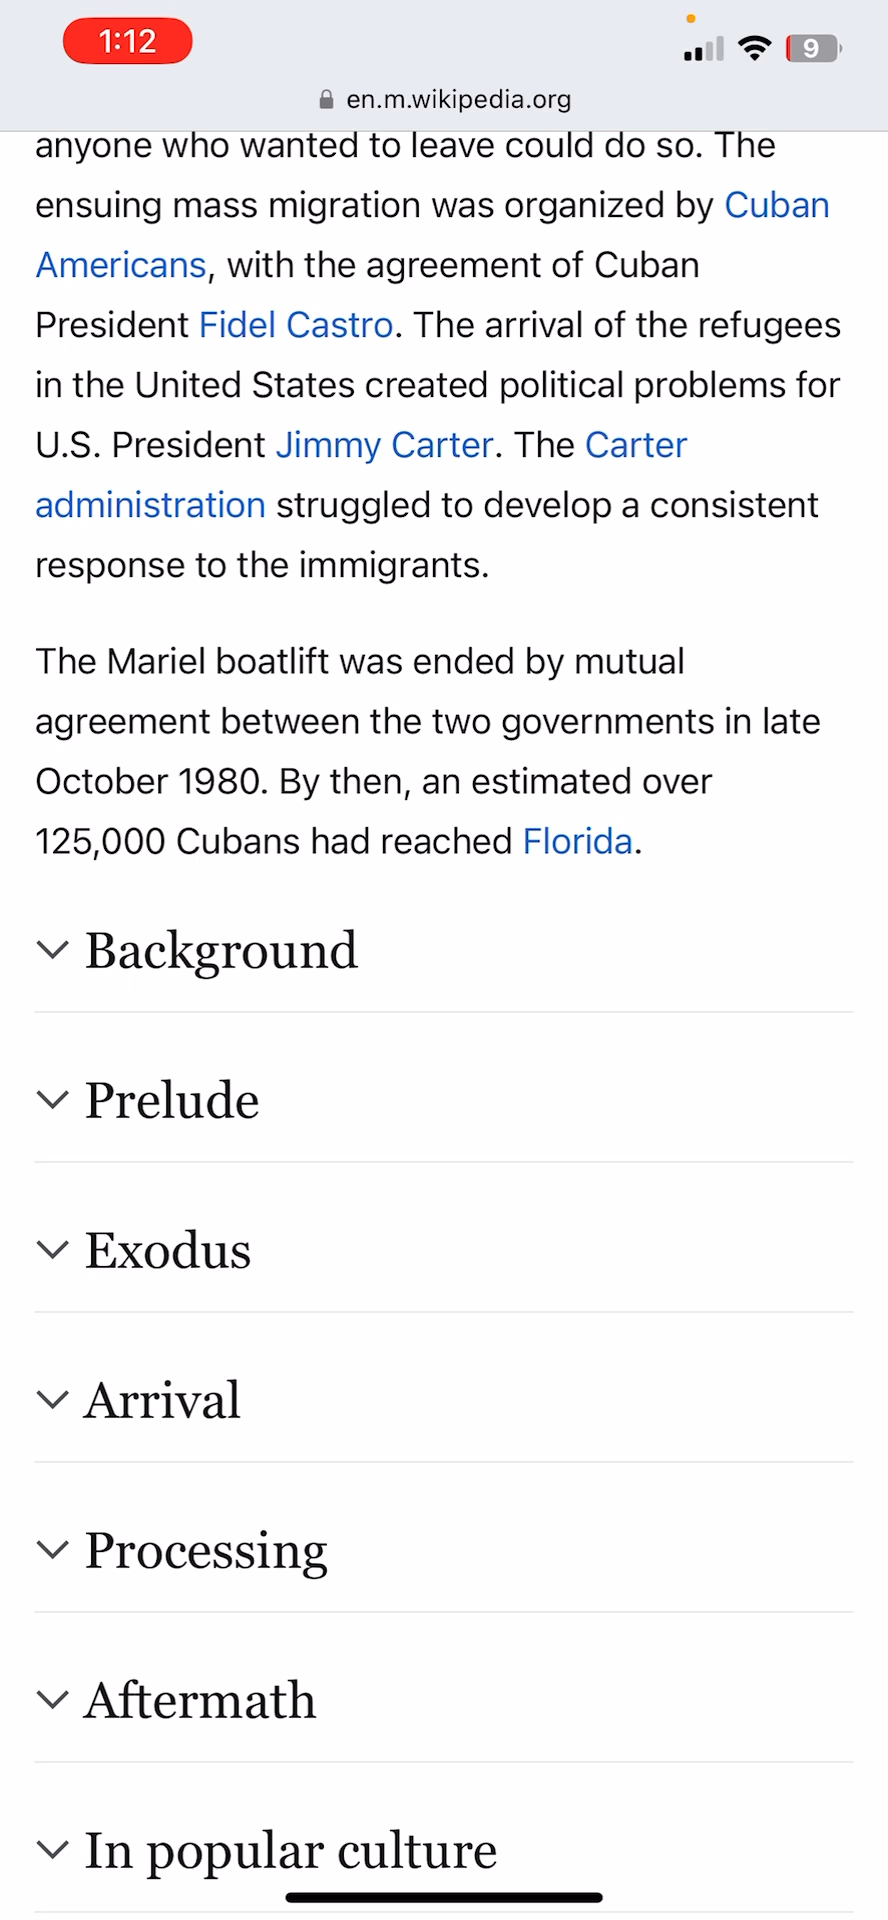 1:12
9
en.m.wikipedia.org
anyone who wanted to leave could do so. The
ensuing mass migration was organized by Cuban
Americans, with the agreement of Cuban
President Fidel Castro. The arrival of the refugees
in the United States created political problems for
U.S. President Jimmy Carter. The Carter
administration struggled to develop a consistent
response to the immigrants.
The Mariel boatlift was ended by mutual
agreement between the two governments in late
October 1980. By then, an estimated over
125,000 Cubans had reached Florida.
Background
Prelude
Exodus
Arrival
Processing
Aftermath
In popular culture